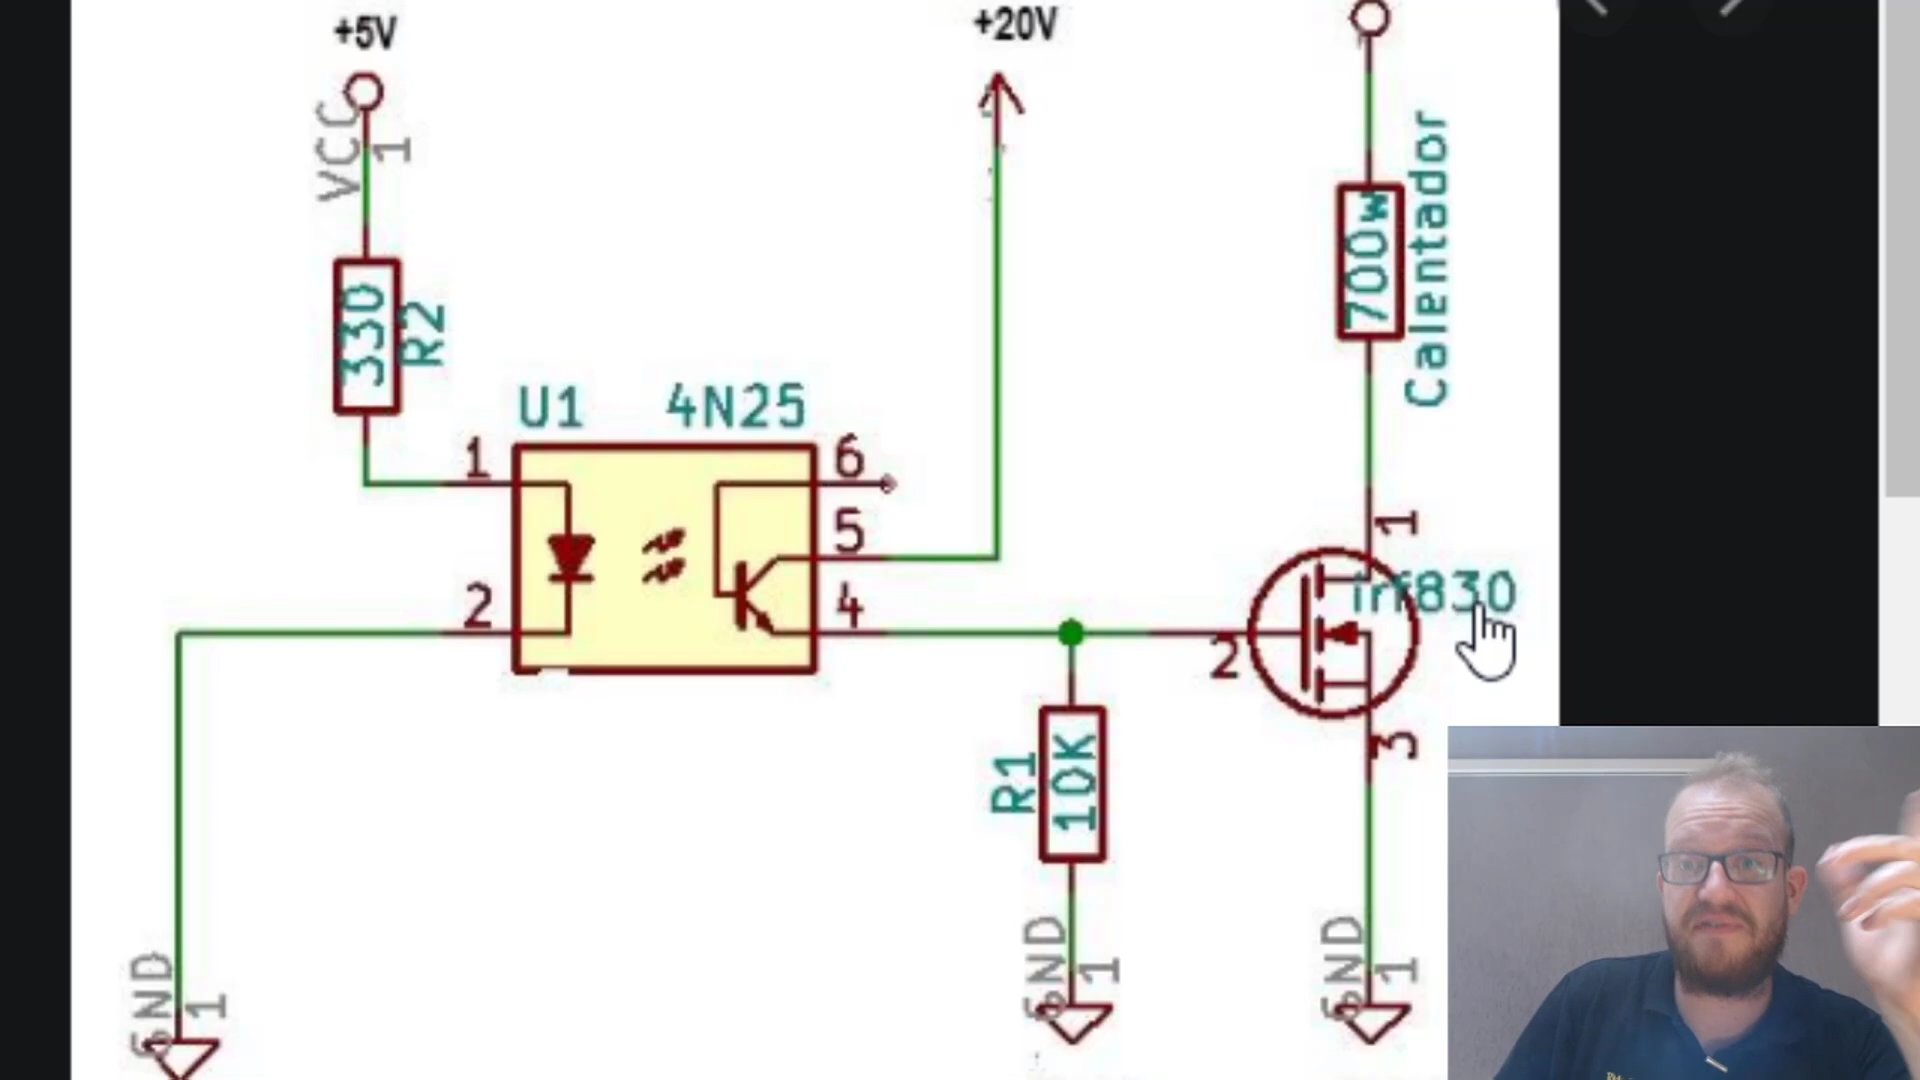 +5V
+20V
VCC
1
330
R2
700w
Calentador
U1
4N25
1
2
6
5
4
1
irf830
2
3
R1
10K
GND
1
GND
1
GND
1